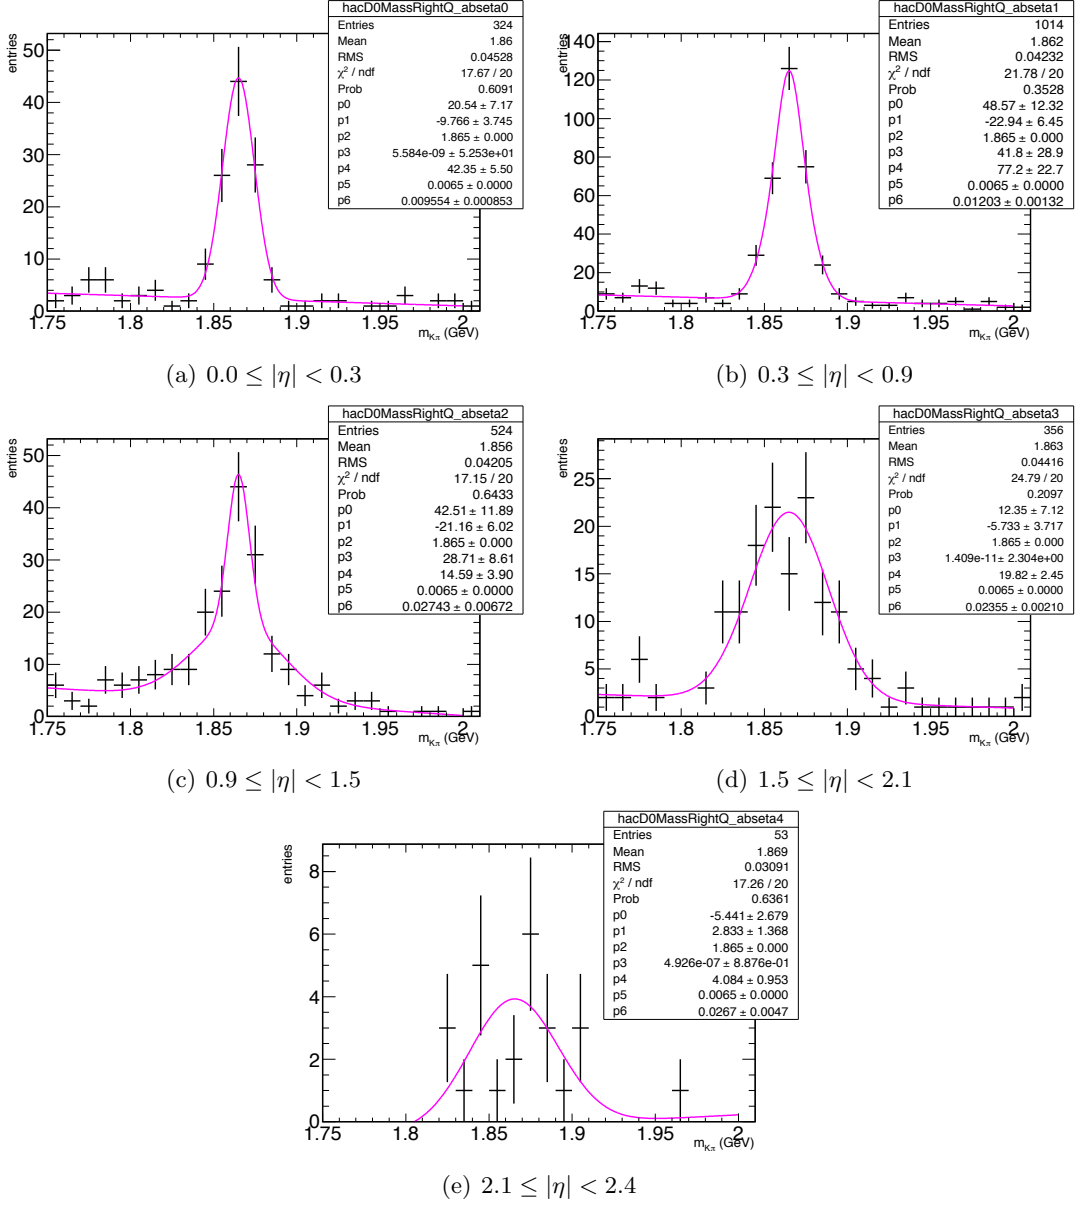 hacD0MassRightQ_abseta0
Entries 324
Mean 1.86
RMS 0.04528
χ² / ndf 17.67 / 20
Prob 0.6091
p0 20.54 ± 7.17
p1 -9.766 ± 3.745
p2 1.865 ± 0.000
p3 5.584e-09 ± 5.253e+01
p4 42.35 ± 5.50
p5 0.0065 ± 0.0000
p6 0.009554 ± 0.000853
entries
50
40
30
20
10
0
1.75 1.8 1.85 1.9 1.95 2
m_Kπ (GeV)
(a) 0.0 ≤ |η| < 0.3
hacD0MassRightQ_abseta1
Entries 1014
Mean 1.862
RMS 0.04232
χ² / ndf 21.78 / 20
Prob 0.3528
p0 48.57 ± 12.32
p1 -22.94 ± 6.45
p2 1.865 ± 0.000
p3 41.8 ± 28.9
p4 77.2 ± 22.7
p5 0.0065 ± 0.0000
p6 0.01203 ± 0.00132
entries
140
120
100
80
60
40
20
0
1.75 1.8 1.85 1.9 1.95 2
m_Kπ (GeV)
(b) 0.3 ≤ |η| < 0.9
hacD0MassRightQ_abseta2
Entries 524
Mean 1.856
RMS 0.04205
χ² / ndf 17.15 / 20
Prob 0.6433
p0 42.51 ± 11.89
p1 -21.16 ± 6.02
p2 1.865 ± 0.000
p3 28.71 ± 8.61
p4 14.59 ± 3.90
p5 0.0065 ± 0.0000
p6 0.02743 ± 0.00672
entries
50
40
30
20
10
0
1.75 1.8 1.85 1.9 1.95 2
m_Kπ (GeV)
(c) 0.9 ≤ |η| < 1.5
hacD0MassRightQ_abseta3
Entries 356
Mean 1.863
RMS 0.04416
χ² / ndf 24.79 / 20
Prob 0.2097
p0 12.35 ± 7.12
p1 -5.733 ± 3.717
p2 1.865 ± 0.000
p3 1.409e-11 ± 2.304e+00
p4 19.82 ± 2.45
p5 0.0065 ± 0.0000
p6 0.02355 ± 0.00210
entries
25
20
15
10
5
0
1.75 1.8 1.85 1.9 1.95 2
m_Kπ (GeV)
(d) 1.5 ≤ |η| < 2.1
hacD0MassRightQ_abseta4
Entries 53
Mean 1.869
RMS 0.03091
χ² / ndf 17.26 / 20
Prob 0.6361
p0 -5.441 ± 2.679
p1 2.833 ± 1.368
p2 1.865 ± 0.000
p3 4.926e-07 ± 8.876e-01
p4 4.084 ± 0.953
p5 0.0065 ± 0.0000
p6 0.0267 ± 0.0047
entries
8
6
4
2
0
1.75 1.8 1.85 1.9 1.95 2
m_Kπ (GeV)
(e) 2.1 ≤ |η| < 2.4